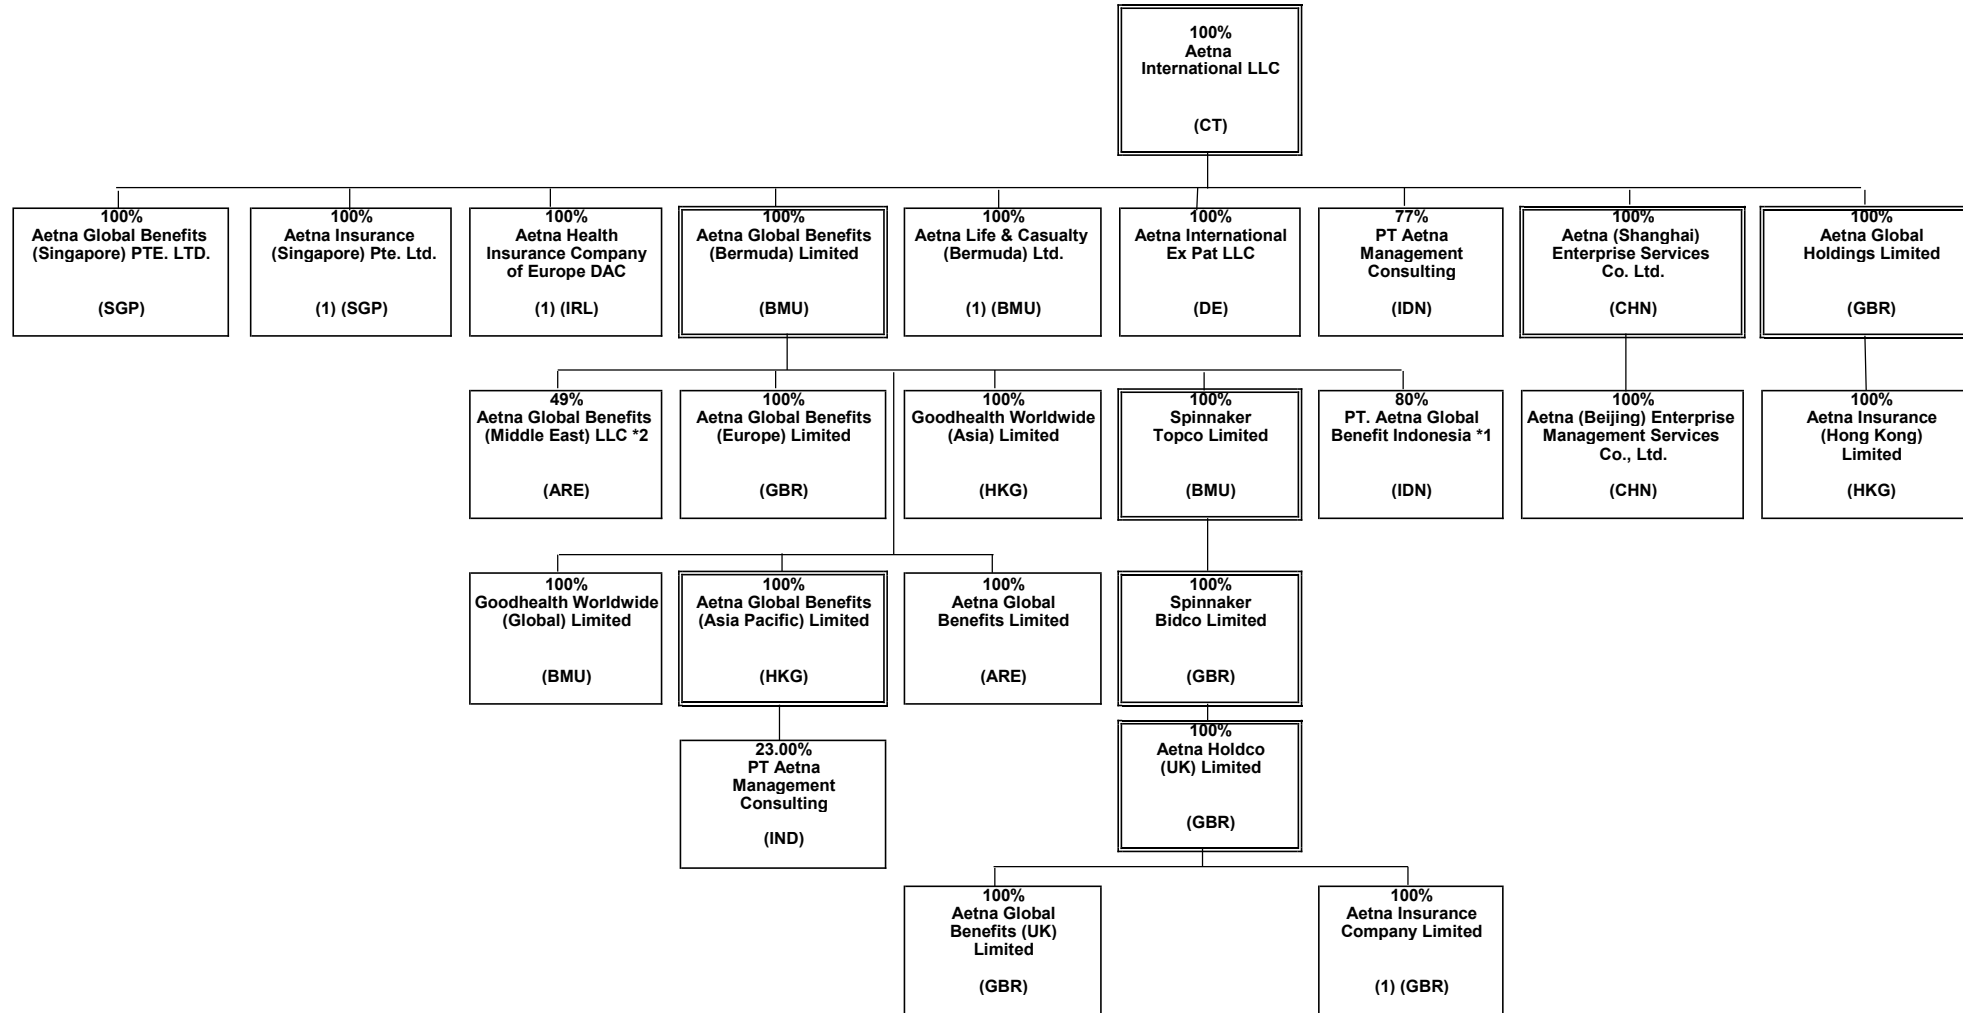 100%
Aetna
International LLC
(CT)
100%
Aetna Global Benefits
(Singapore) PTE. LTD.
(SGP)
100%
Aetna Insurance
(Singapore) Pte. Ltd.
(1) (SGP)
100%
Aetna Health
Insurance Company
of Europe DAC
(1) (IRL)
100%
Aetna Global Benefits
(Bermuda) Limited
(BMU)
100%
Aetna Life & Casualty
(Bermuda) Ltd.
(1) (BMU)
100%
Aetna International
Ex Pat LLC
(DE)
77%
PT Aetna
Management
Consulting
(IDN)
100%
Aetna (Shanghai)
Enterprise Services
Co. Ltd.
(CHN)
100%
Aetna Global
Holdings Limited
(GBR)
49%
Aetna Global Benefits
(Middle East) LLC *2
(ARE)
100%
Aetna Global Benefits
(Europe) Limited
(GBR)
100%
Goodhealth Worldwide
(Asia) Limited
(HKG)
100%
Spinnaker
Topco Limited
(BMU)
80%
PT. Aetna Global
Benefit Indonesia *1
(IDN)
100%
Aetna (Beijing) Enterprise
Management Services
Co., Ltd.
(CHN)
100%
Aetna Insurance
(Hong Kong)
Limited
(HKG)
100%
Goodhealth Worldwide
(Global) Limited
(BMU)
100%
Aetna Global Benefits
(Asia Pacific) Limited
(HKG)
100%
Aetna Global
Benefits Limited
(ARE)
100%
Spinnaker
Bidco Limited
(GBR)
23.00%
PT Aetna
Management
Consulting
(IND)
100%
Aetna Holdco
(UK) Limited
(GBR)
100%
Aetna Global
Benefits (UK)
Limited
(GBR)
100%
Aetna Insurance
Company Limited
(1) (GBR)